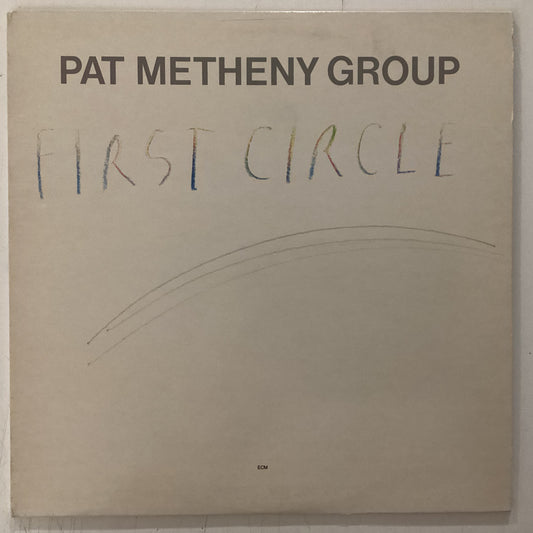 PAT METHENY GROUP
FIRST CIRCLE
ECM